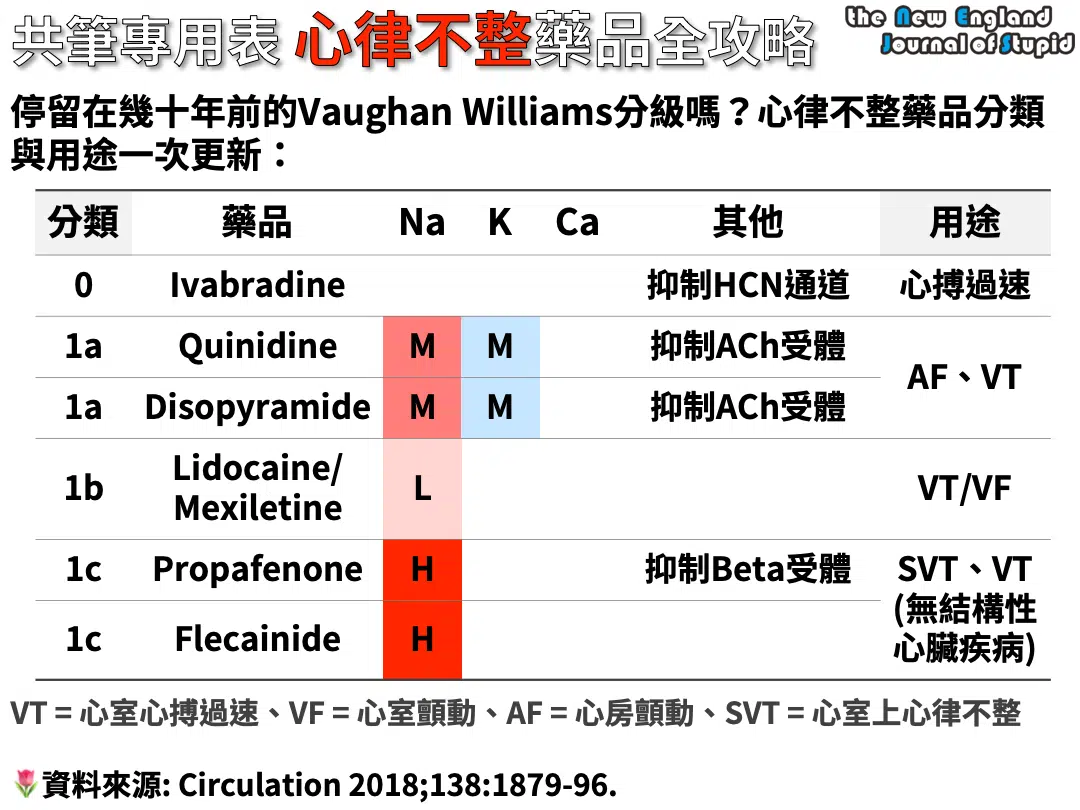 共筆專用表 心律不整藥品全攻略
the New England
Journal of Stupid
停留在幾十年前的Vaughan Williams分級嗎？心律不整藥品分類
與用途一次更新：
分類 藥品 Na K Ca 其他 用途
0 Ivabradine 抑制HCN通道 心搏過速
1a Quinidine M M 抑制ACh受體
AF、VT
1a Disopyramide M M 抑制ACh受體
Lidocaine/
1b L VT/VF
Mexiletine
1c Propafenone H 抑制Beta受體 SVT、VT
(無結構性
1c Flecainide H
心臟疾病)
VT = 心室心搏過速、VF = 心室顫動、AF = 心房顫動、SVT = 心室上心律不整
🌷資料來源: Circulation 2018;138:1879-96.